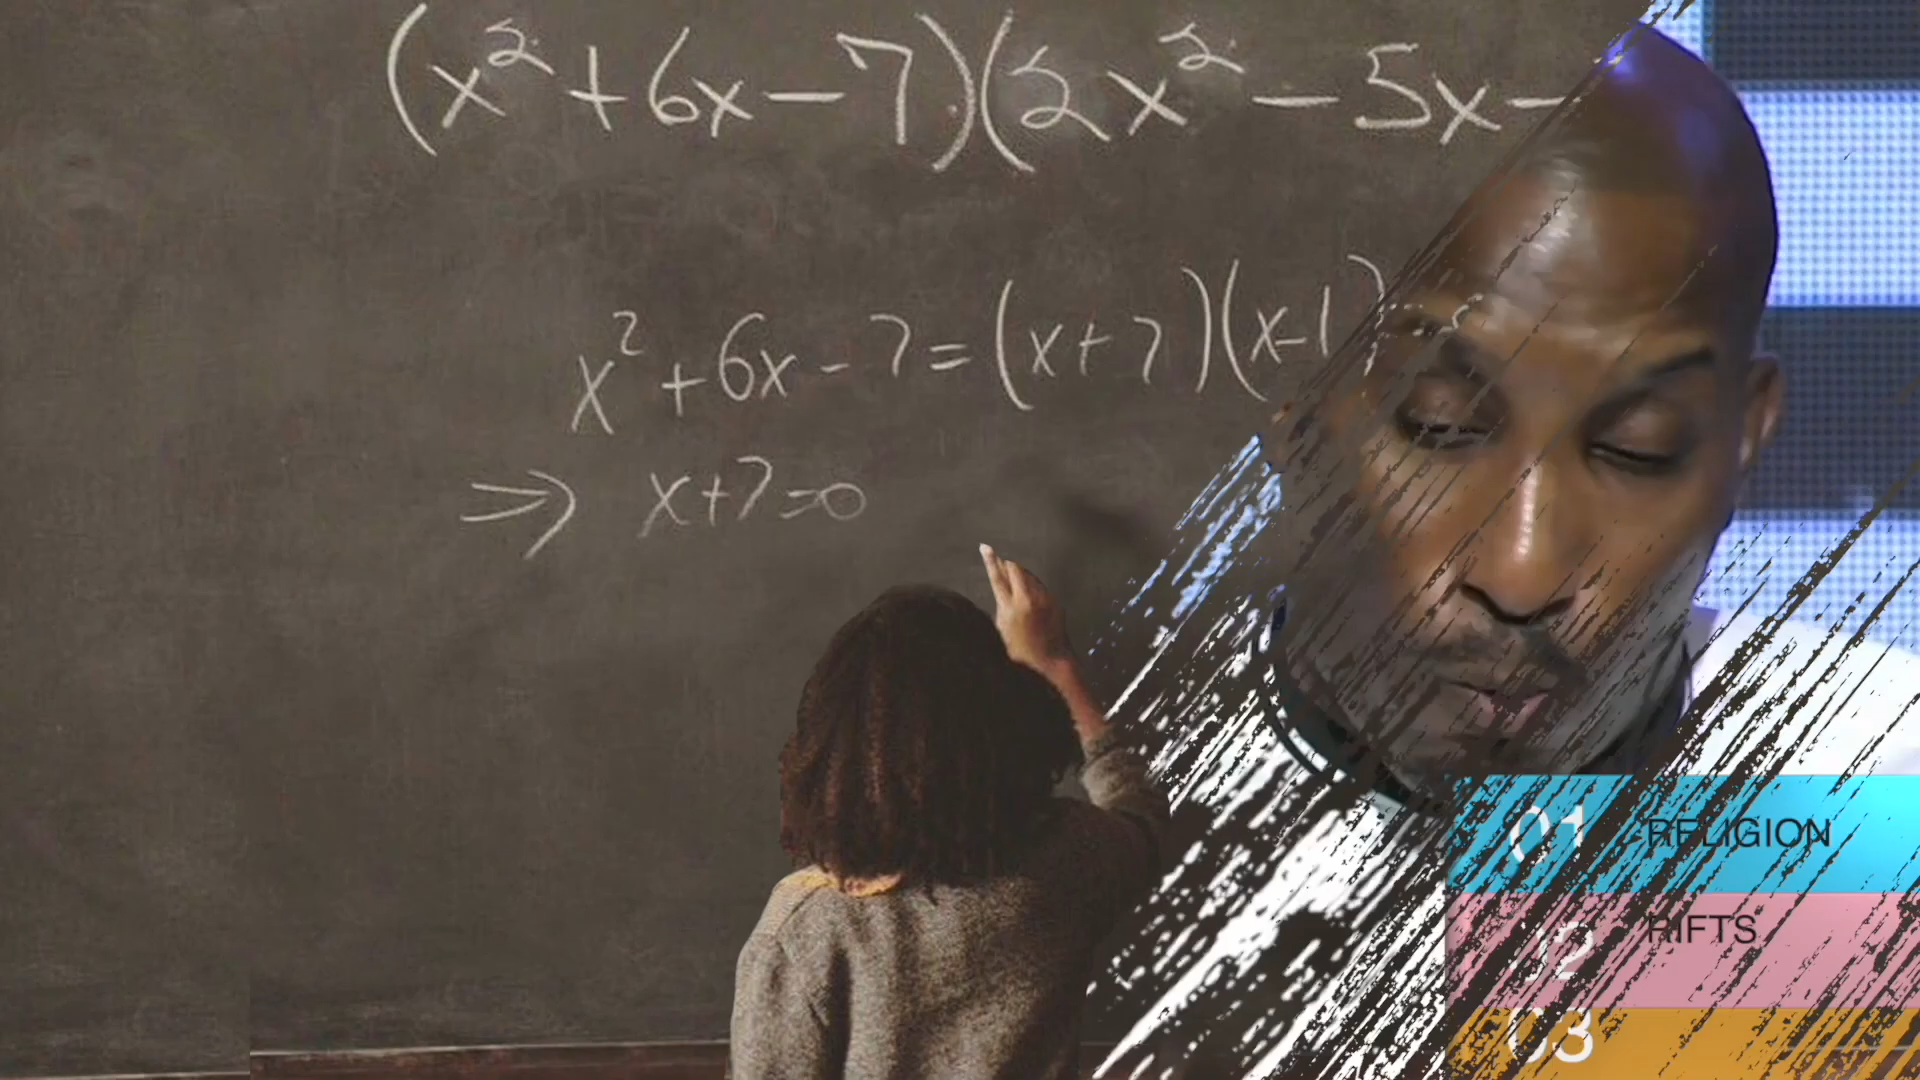 (x²+6x-7)(2x²-5x-
x²+6x-7=(x+7)(x-1)
⇒ x+7=0
01 RELIGION
RIFTS
03